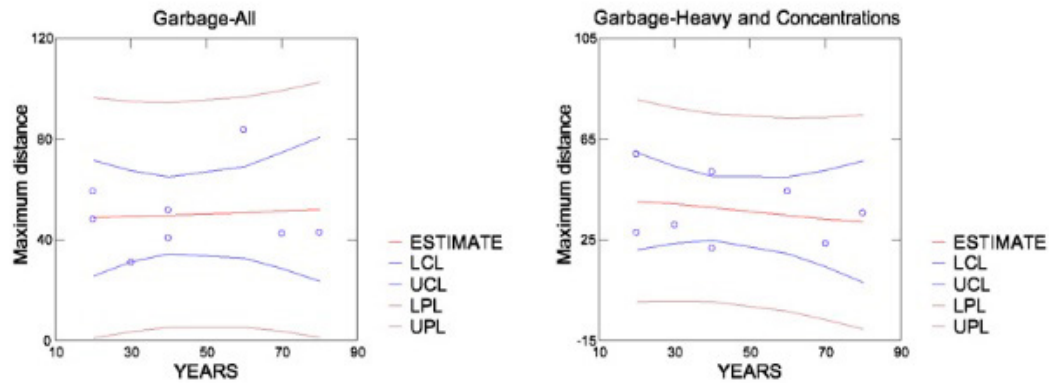 Garbage-All
120
80
40
0
Maximum distance
10 30 50 70 90
YEARS
ESTIMATE
LCL
UCL
LPL
UPL
Garbage-Heavy and Concentrations
105
65
25
-15
Maximum distance
10 30 50 70 90
YEARS
ESTIMATE
LCL
UCL
LPL
UPL